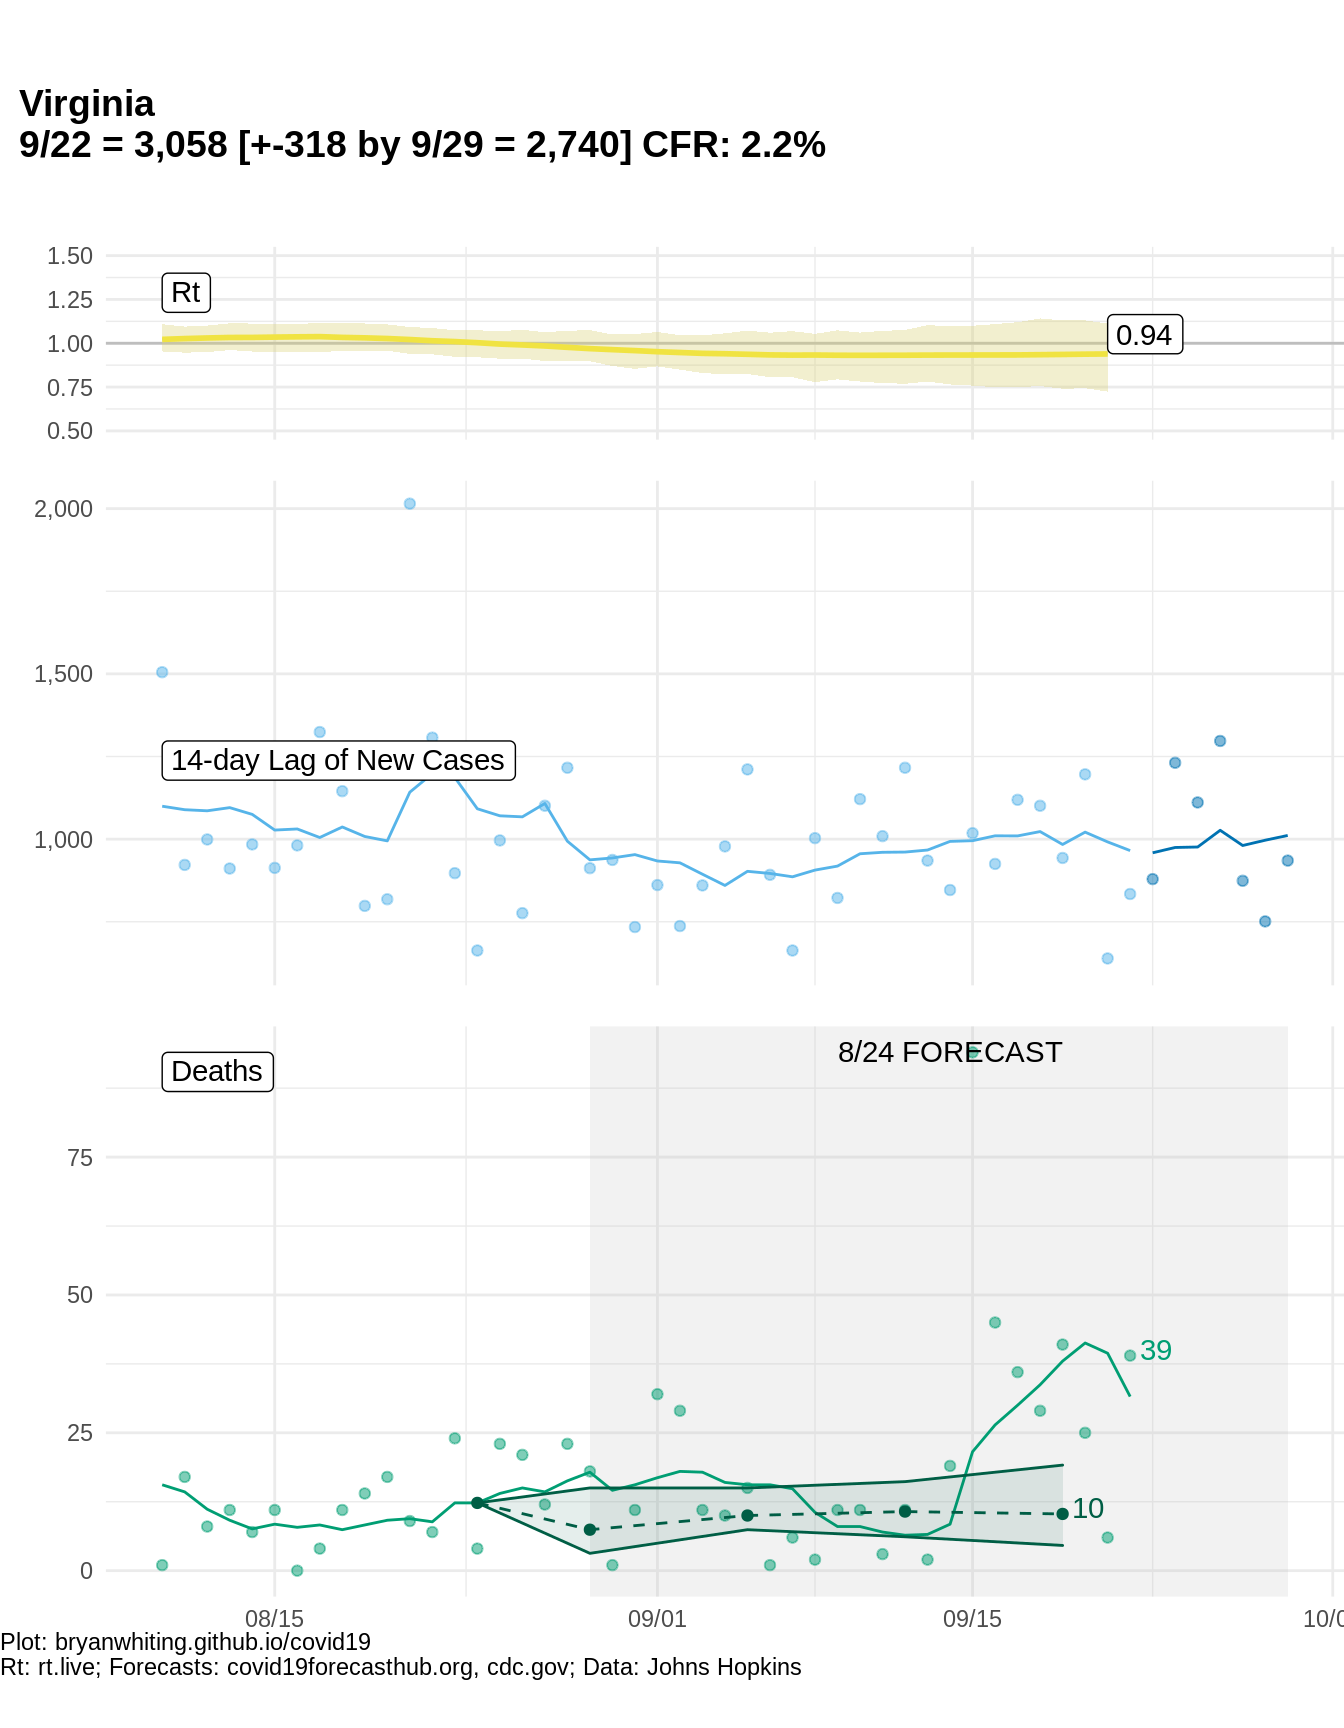 Virginia
9/22 = 3,058 [+-318 by 9/29 = 2,740] CFR: 2.2%
1.50
1.25
1.00
0.75
0.50
Rt
0.94
2,000
1,500
1,000
14-day Lag of New Cases
Deaths
8/24 FORECAST
75
50
25
0
39
10
08/15
09/01
09/15
10/0
Plot: bryanwhiting.github.io/covid19
Rt: rt.live; Forecasts: covid19forecasthub.org, cdc.gov; Data: Johns Hopkins